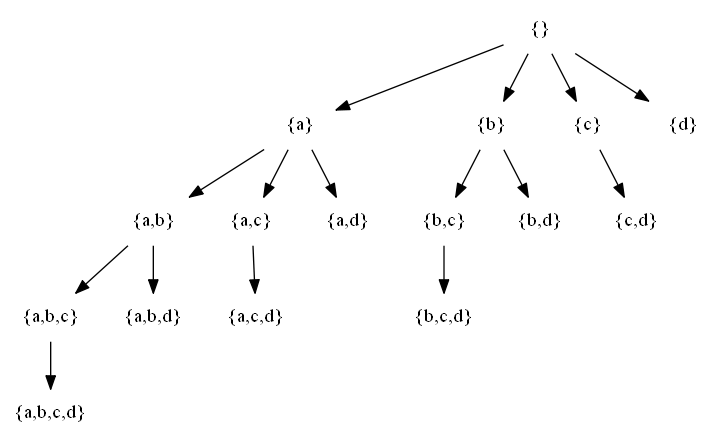 {}
{a} {b} {c} {d}
{a,b} {a,c} {a,d} {b,c} {b,d} {c,d}
{a,b,c} {a,b,d} {a,c,d} {b,c,d}
{a,b,c,d}